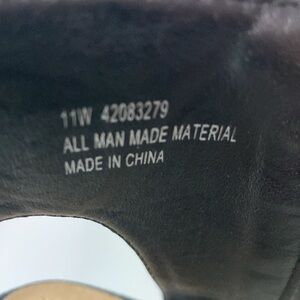 11W 42083279
ALL MAN MADE MATERIAL
MADE IN CHINA